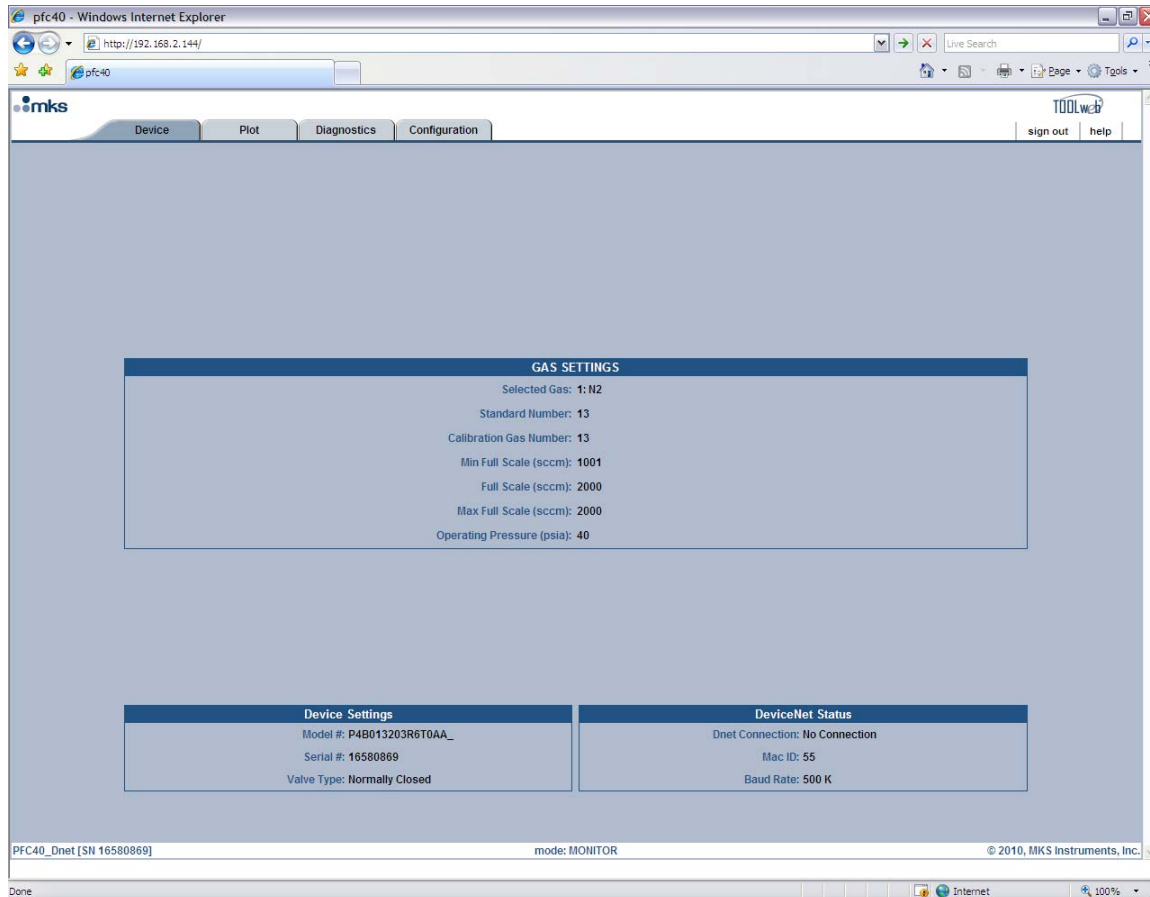 pfc40 - Windows Internet Explorer
http://192.168.2.144/
Live Search
pfc40
Page
Tools
mks
TOOLweb
Device Plot Diagnostics Configuration
sign out help
GAS SETTINGS
Selected Gas: 1: N2
Standard Number: 13
Calibration Gas Number: 13
Min Full Scale (sccm): 1001
Full Scale (sccm): 2000
Max Full Scale (sccm): 2000
Operating Pressure (psia): 40
Device Settings
Model #: P4B013203R6T0AA_
Serial #: 16580869
Valve Type: Normally Closed
DeviceNet Status
Dnet Connection: No Connection
Mac ID: 55
Baud Rate: 500 K
PFC40_Dnet [SN 16580869]
mode: MONITOR
© 2010, MKS Instruments, Inc.
Done
Internet
100%